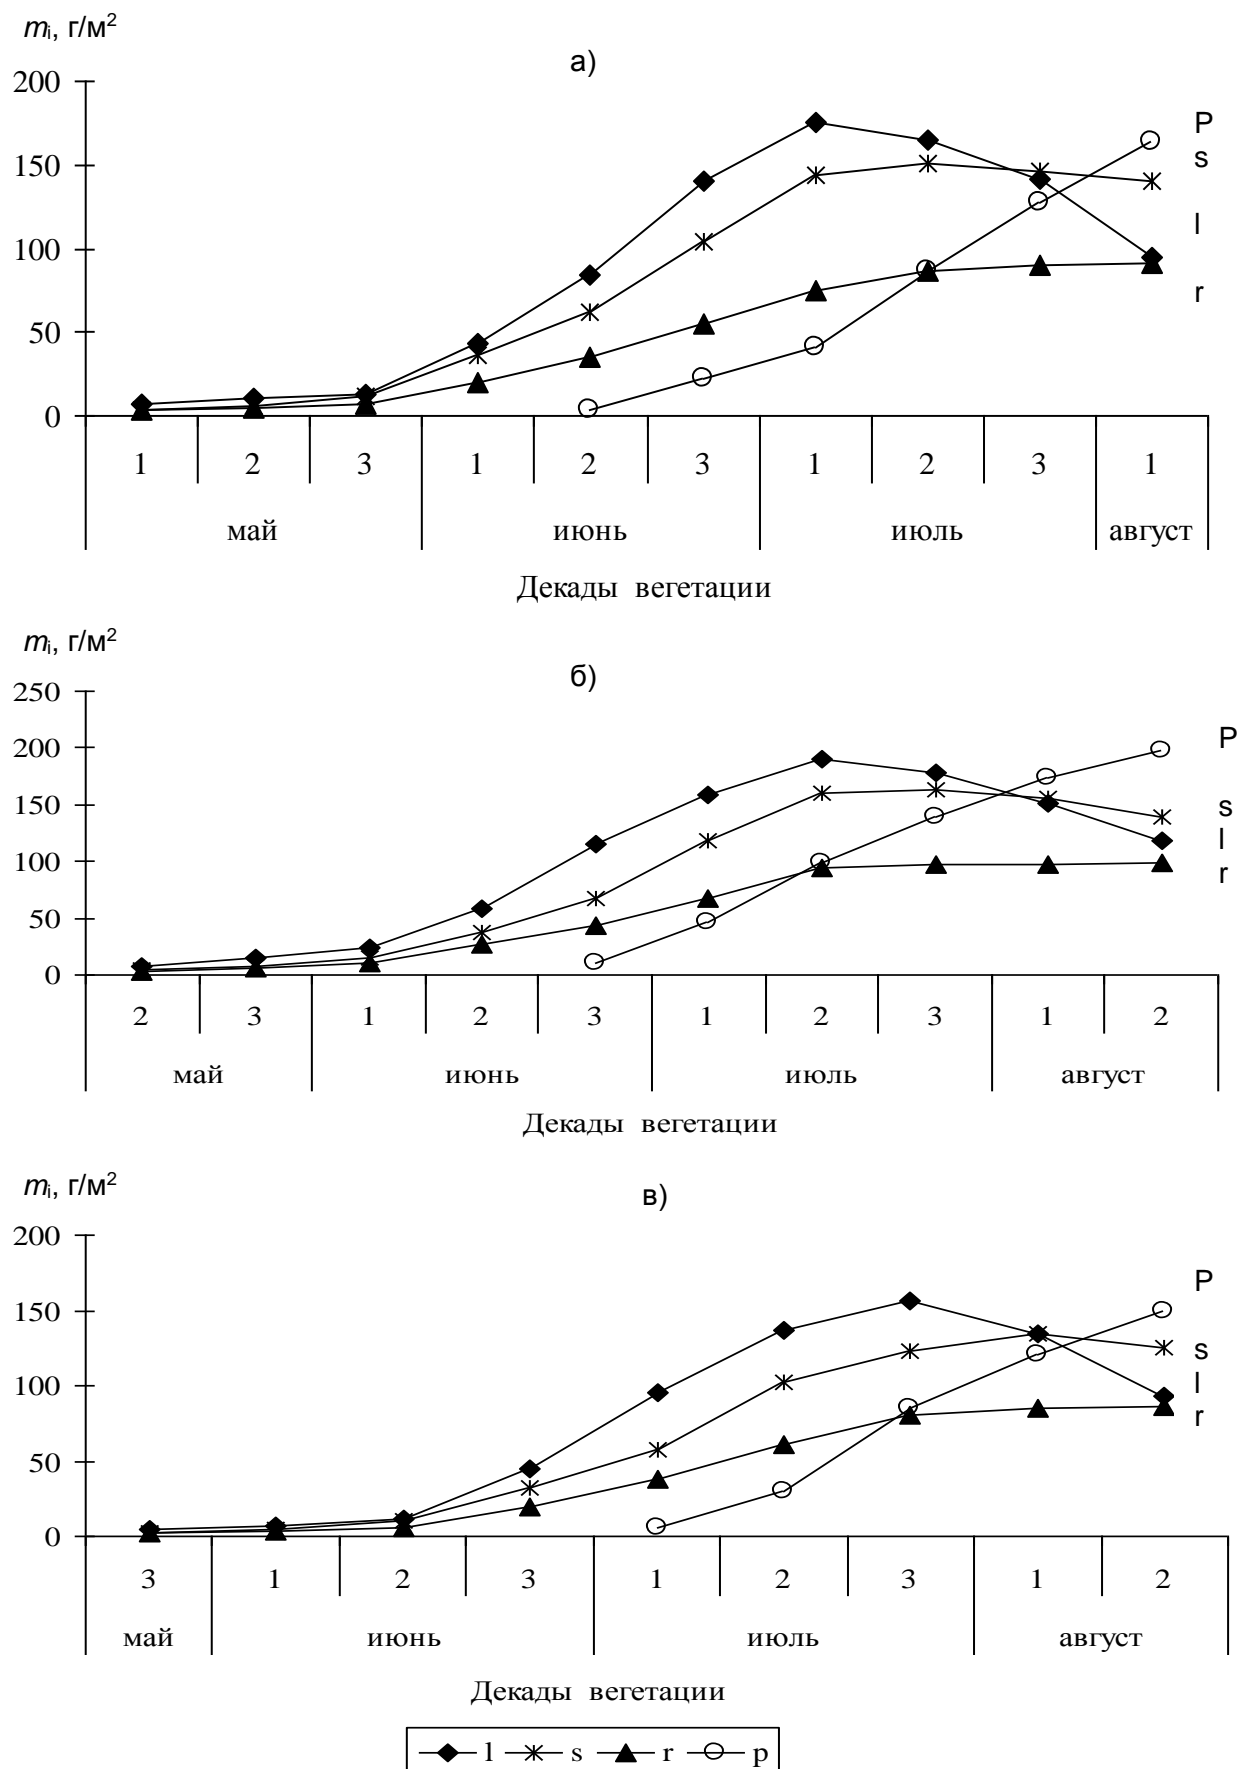 mi, г/м2
а)
200
P
s
150
l
100
r
50
0
1 2 3 1 2 3 1 2 3 1
май июнь июль август
Декады вегетации
mi, г/м2
б)
250
P
200
s
150
l
100
r
50
0
2 3 1 2 3 1 2 3 1 2
май июнь июль август
Декады вегетации
mi, г/м2
в)
200
P
150
s
100
l
r
50
0
3 1 2 3 1 2 3 1 2
май июнь июль август
Декады вегетации
l s r p